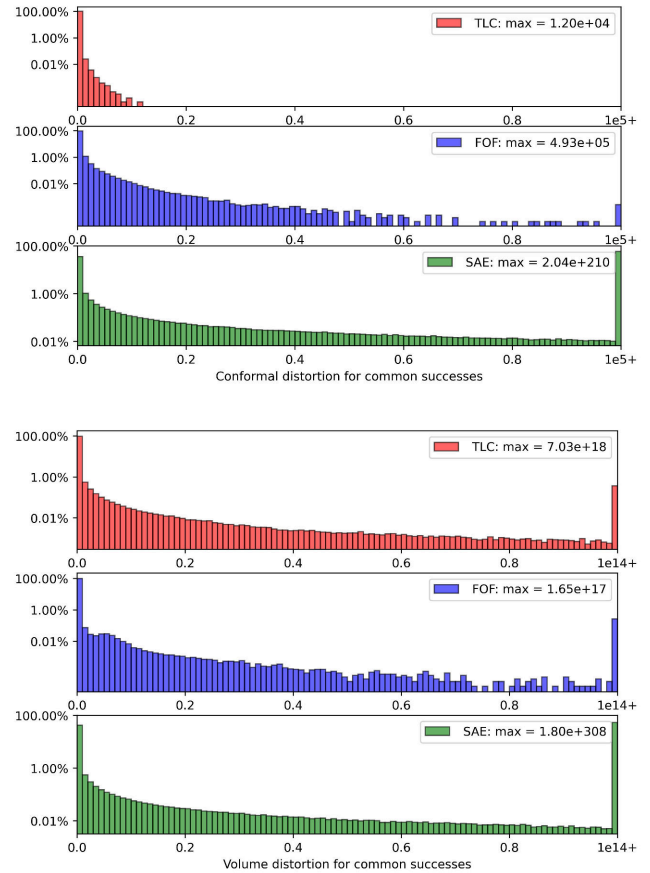 100.00%
1.00%
0.01%
TLC: max = 1.20e+04
0.0 0.2 0.4 0.6 0.8 1e5+
100.00%
1.00%
0.01%
FOF: max = 4.93e+05
0.0 0.2 0.4 0.6 0.8 1e5+
100.00%
1.00%
0.01%
SAE: max = 2.04e+210
0.0 0.2 0.4 0.6 0.8 1e5+
Conformal distortion for common successes
100.00%
1.00%
0.01%
TLC: max = 7.03e+18
0.0 0.2 0.4 0.6 0.8 1e14+
100.00%
1.00%
0.01%
FOF: max = 1.65e+17
0.0 0.2 0.4 0.6 0.8 1e14+
100.00%
1.00%
0.01%
SAE: max = 1.80e+308
0.0 0.2 0.4 0.6 0.8 1e14+
Volume distortion for common successes